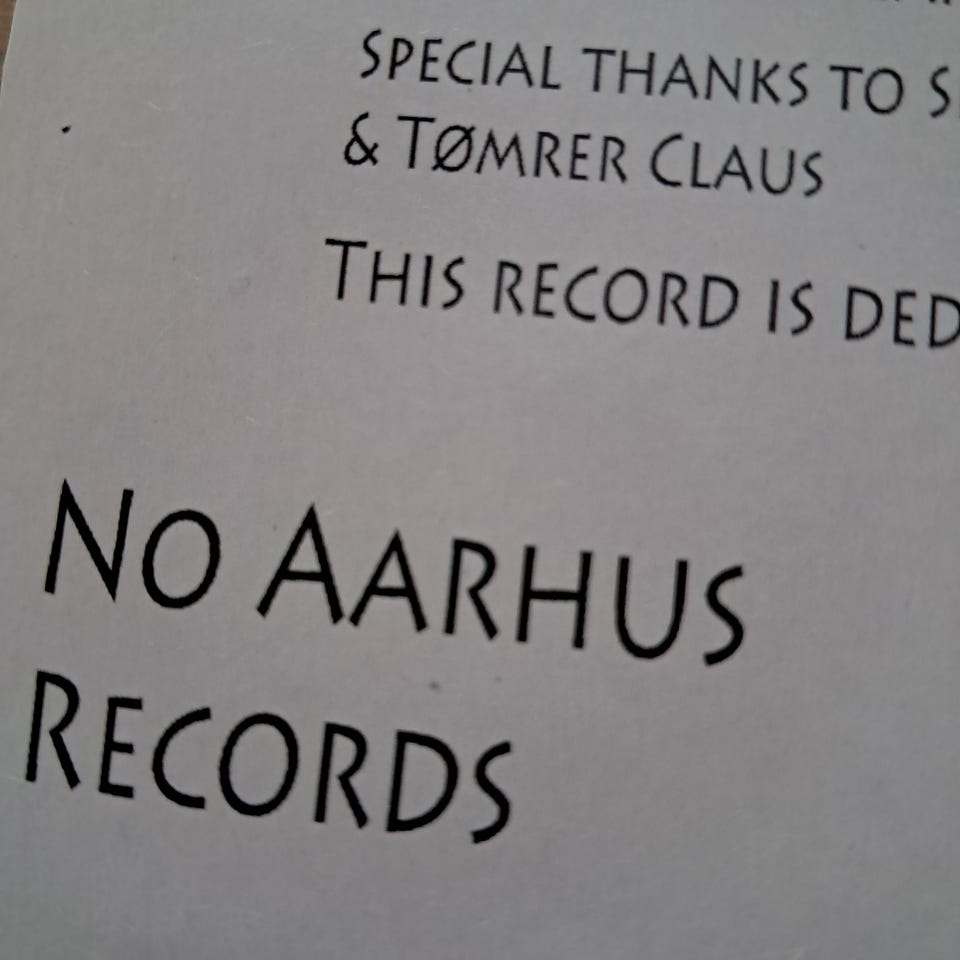 Special thanks to
& Tømrer Claus
This record is
No Aarhus
Records